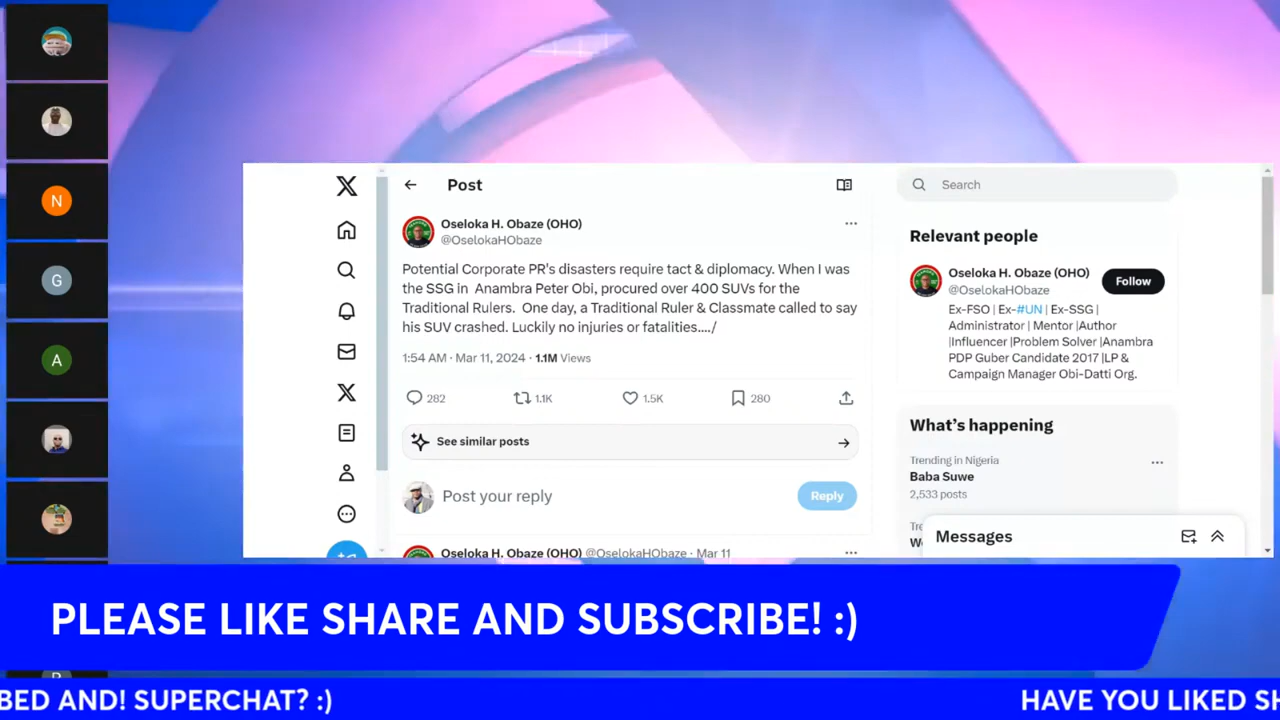 N
G
A
Post
Oseloka H. Obaze (OHO)
@OselokaHObaze
Potential Corporate PR's disasters require tact & diplomacy. When I was
the SSG in Anambra Peter Obi, procured over 400 SUVs for the
Traditional Rulers. One day, a Traditional Ruler & Classmate called to say
his SUV crashed. Luckily no injuries or fatalities..../
1:54 AM · Mar 11, 2024 · 1.1M Views
282 1.1K 1.5K 280
See similar posts
Post your reply
Reply
Oseloka H. Obaze (OHO) @OselokaHObaze · Mar 11
Search
Relevant people
Oseloka H. Obaze (OHO)
@OselokaHObaze
Follow
Ex-FSO | Ex-#UN | Ex-SSG |
Administrator | Mentor |Author
|Influencer |Problem Solver |Anambra
PDP Guber Candidate 2017 |LP &
Campaign Manager Obi-Datti Org.
What's happening
Trending in Nigeria
Baba Suwe
2,533 posts
Messages
PLEASE LIKE SHARE AND SUBSCRIBE! :)
BED AND! SUPERCHAT? :)
HAVE YOU LIKED SH